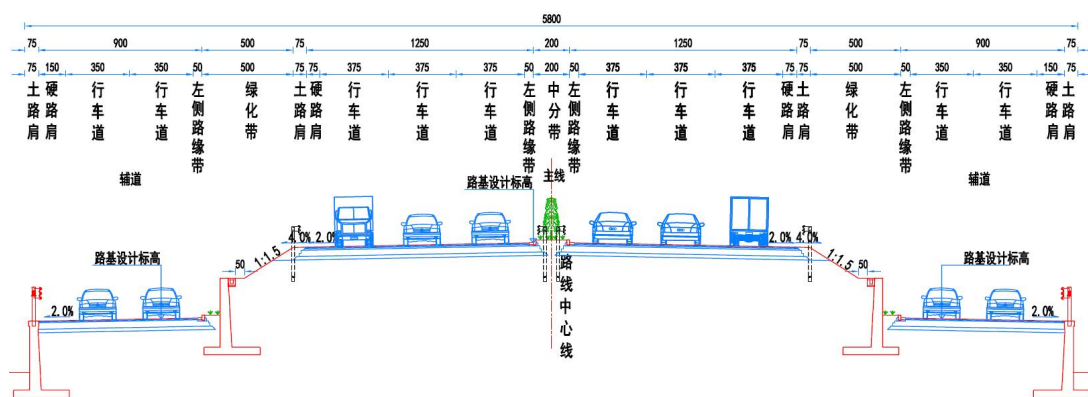 5800
75 900 500 75 1250 200 1250 75 500 900 75
75 150 350 350 50 500 75 75 375 375 375 50 200 50 375 375 375 75 75 500 50 350 350 150 75
土路肩
硬路肩
行车道
行车道
左侧路缘带
绿化带
土路肩
硬路肩
行车道
行车道
行车道
左侧路缘带
中分带
左侧路缘带
行车道
行车道
行车道
硬路肩
土路肩
绿化带
左侧路缘带
行车道
行车道
硬路肩
土路肩
辅道
主线
辅道
路基设计标高
4.0% 2.0%
2.0% 4.0%
路基设计标高
50
1:1.5
路线中心线
1:1.5
50
路基设计标高
2.0%
2.0%